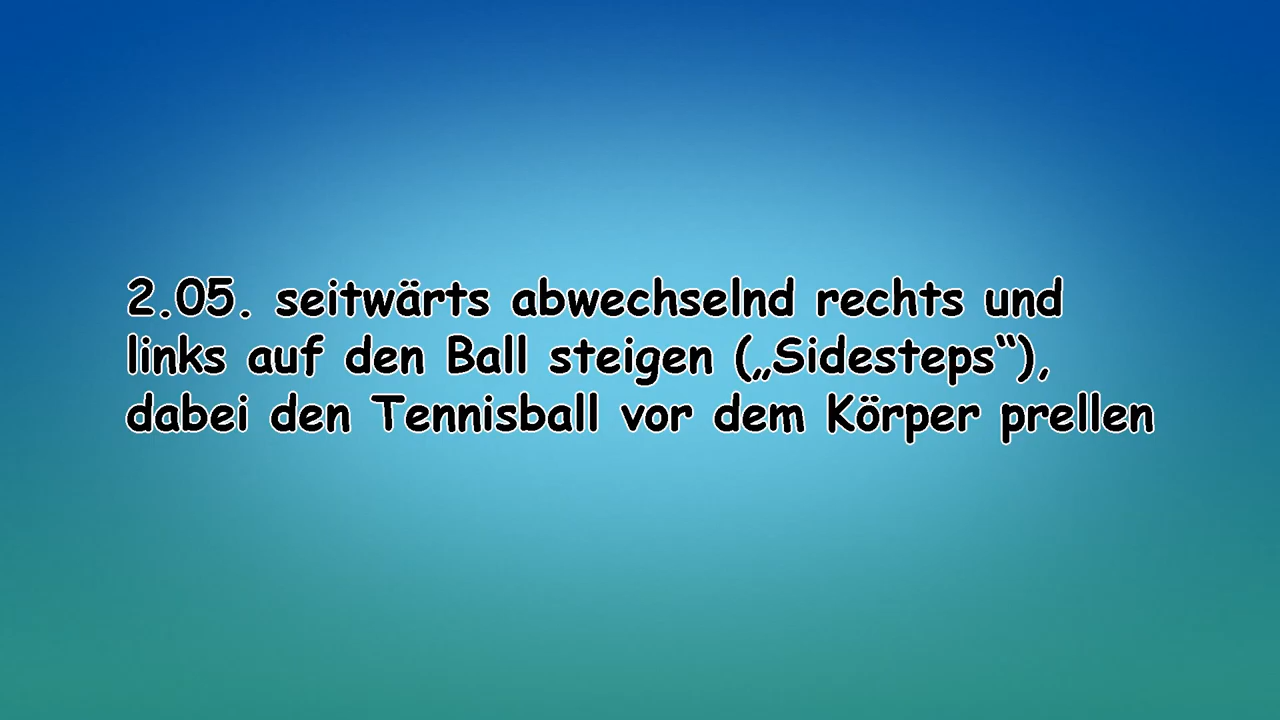 2.05. seitwärts abwechselnd rechts und
links auf den Ball steigen („Sidesteps“),
dabei den Tennisball vor dem Körper prellen